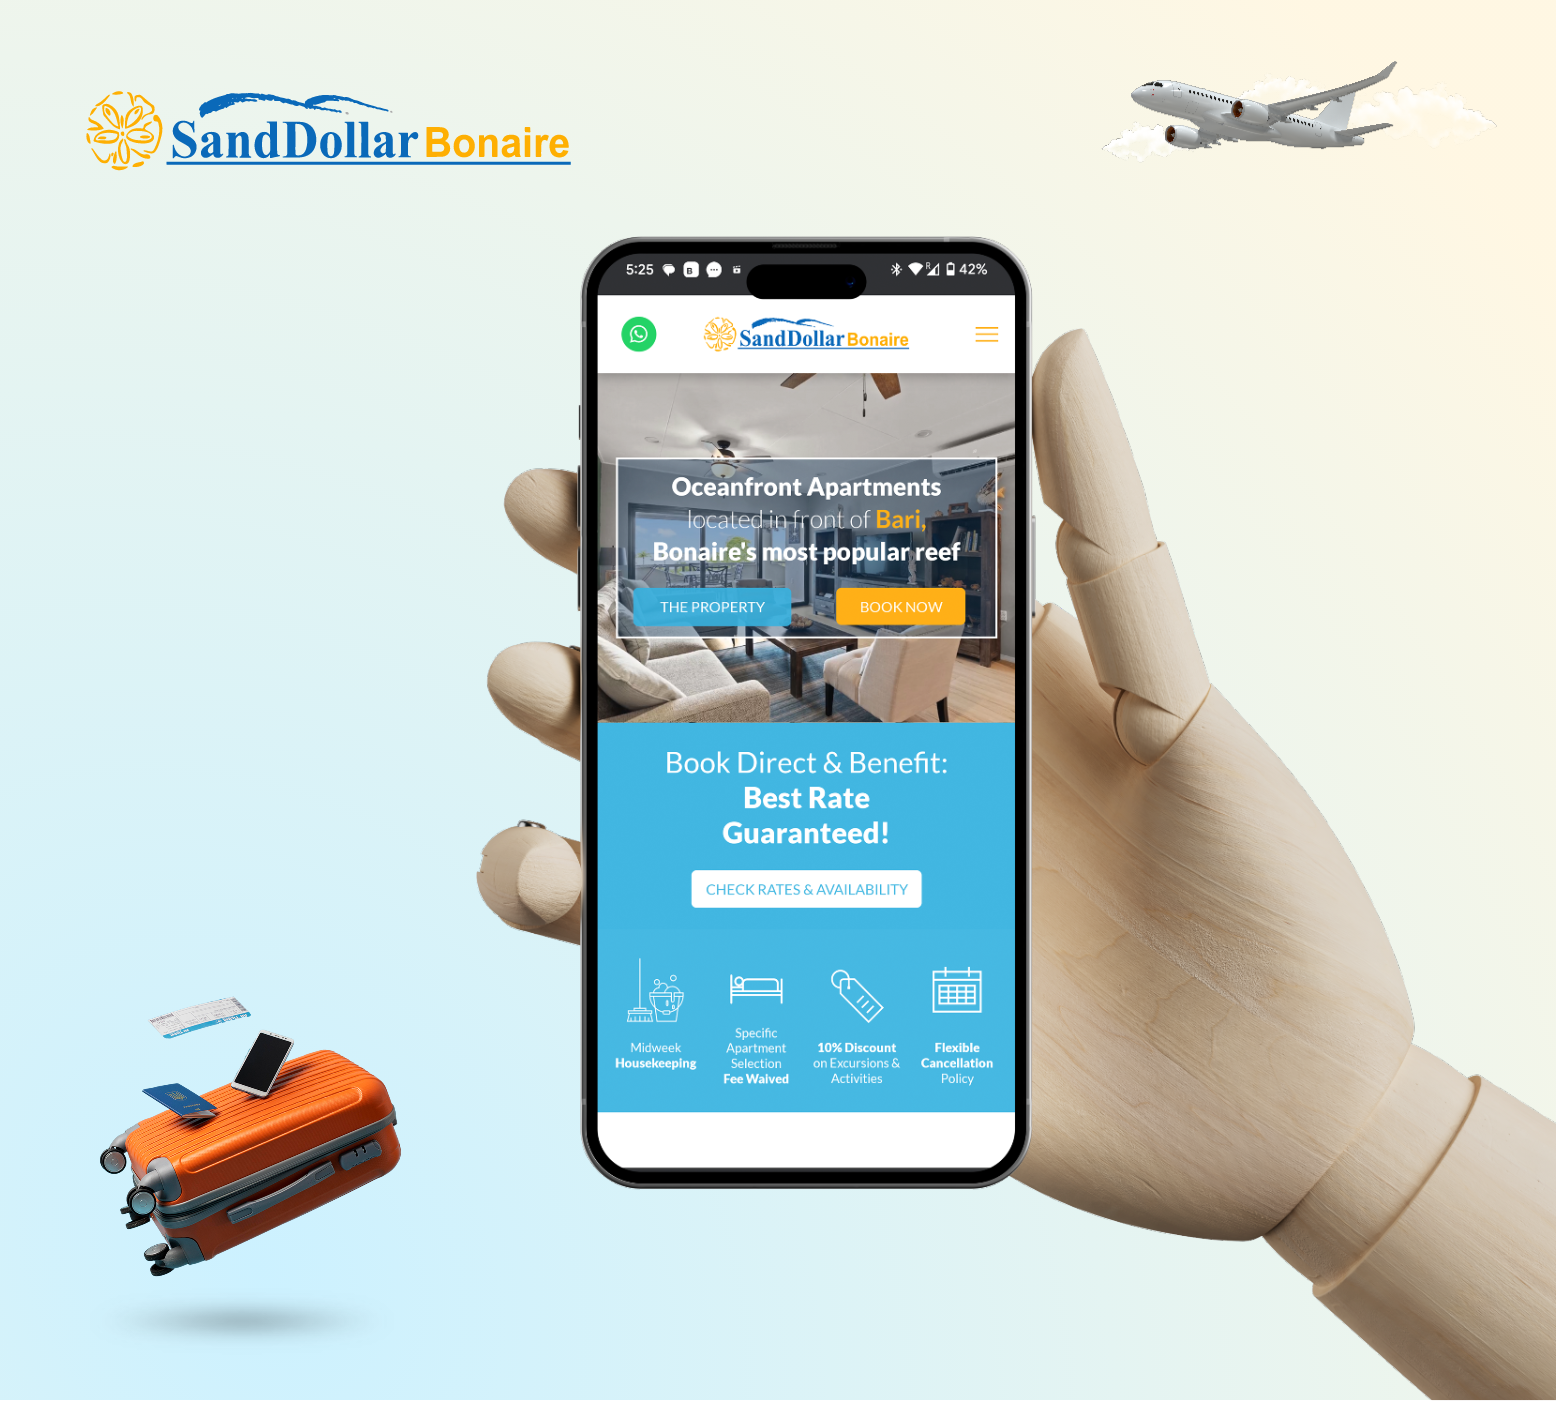 SandDollar Bonaire
5:25
B
R
42%
SandDollar Bonaire
Oceanfront Apartments
located in front of Bari,
Bonaire's most popular reef
THE PROPERTY
BOOK NOW
Book Direct & Benefit:
Best Rate
Guaranteed!
CHECK RATES & AVAILABILITY
Midweek
Housekeeping
Specific
Apartment
Selection
Fee Waived
10% Discount
on Excursions &
Activities
Flexible
Cancellation
Policy